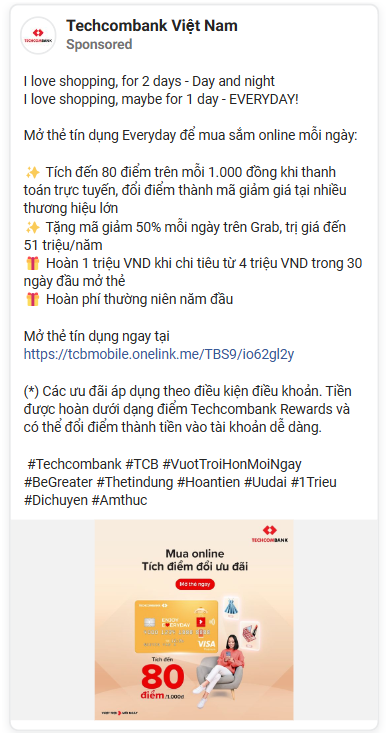 Techcombank Việt Nam
Sponsored
TECHCOMBANK
I love shopping, for 2 days - Day and night
I love shopping, maybe for 1 day - EVERYDAY!
Mở thẻ tín dụng Everyday để mua sắm online mỗi ngày:
✨ Tích đến 80 điểm trên mỗi 1.000 đồng khi thanh
toán trực tuyến, đổi điểm thành mã giảm giá tại nhiều
thương hiệu lớn
✨ Tặng mã giảm 50% mỗi ngày trên Grab, trị giá đến
51 triệu/năm
🎁 Hoàn 1 triệu VND khi chi tiêu từ 4 triệu VND trong 30
ngày đầu mở thẻ
🎁 Hoàn phí thường niên năm đầu
Mở thẻ tín dụng ngay tại
https://tcbmobile.onelink.me/TBS9/io62gl2y
(*) Các ưu đãi áp dụng theo điều kiện điều khoản. Tiền
được hoàn dưới dạng điểm Techcombank Rewards và
có thể đổi điểm thành tiền vào tài khoản dễ dàng.
#Techcombank #TCB #VuotTroiHonMoiNgay
#BeGreater #Thetindung #Hoantien #Uudai #1Trieu
#Dichuyen #Amthuc
TECHCOMBANK
Mua online
Tích điểm đổi ưu đãi
Mở thẻ ngay
TECHCOMBANK
ENJOY
EVERYDAY
VISA
Tích đến
80
điểm/1.000đ